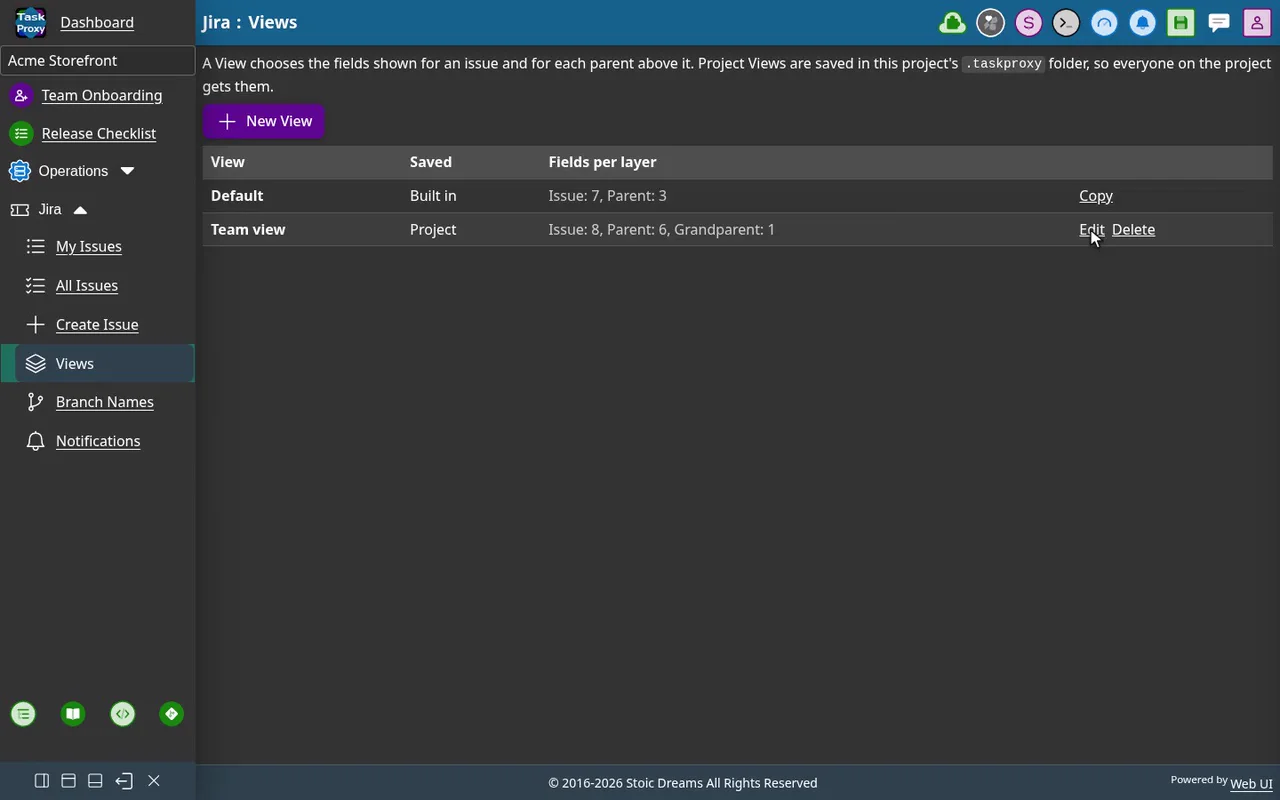 Task
Proxy
Dashboard
Jira : Views
S
Acme Storefront
Team Onboarding
Release Checklist
Operations
Jira
My Issues
All Issues
Create Issue
Views
Branch Names
Notifications
A View chooses the fields shown for an issue and for each parent above it. Project Views are saved in this project's .taskproxy folder, so everyone on the project
gets them.
New View
View Saved Fields per layer
Default Built in Issue: 7, Parent: 3 Copy
Team view Project Issue: 8, Parent: 6, Grandparent: 1 Edit Delete
© 2016-2026 Stoic Dreams All Rights Reserved
Powered by Web UI